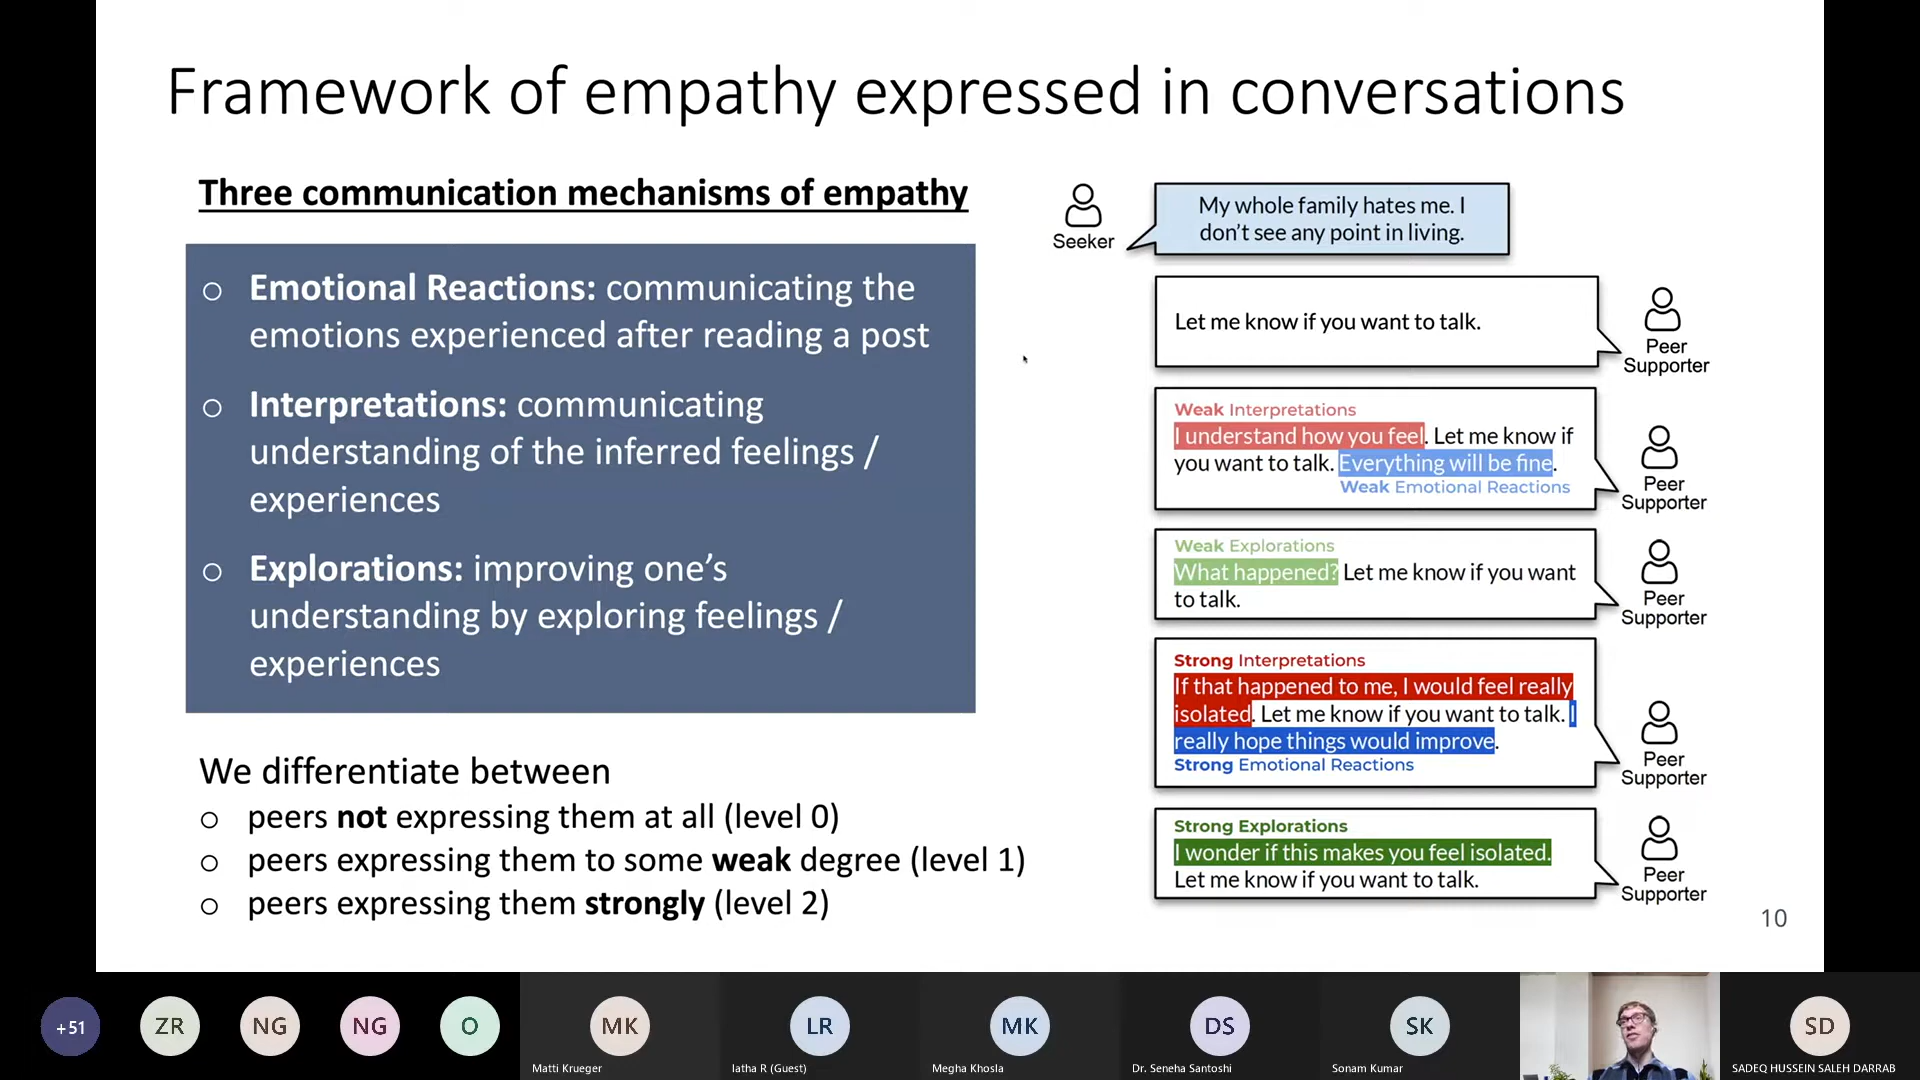 Framework of empathy expressed in conversations
Three communication mechanisms of empathy
Emotional Reactions: communicating the
emotions experienced after reading a post
Interpretations: communicating
understanding of the inferred feelings /
experiences
Explorations: improving one’s
understanding by exploring feelings /
experiences
We differentiate between
peers not expressing them at all (level 0)
peers expressing them to some weak degree (level 1)
peers expressing them strongly (level 2)
Seeker
My whole family hates me. I
don’t see any point in living.
Let me know if you want to talk.
Peer
Supporter
Weak Interpretations
I understand how you feel. Let me know if
you want to talk. Everything will be fine.
Weak Emotional Reactions
Peer
Supporter
Weak Explorations
What happened? Let me know if you want
to talk.
Peer
Supporter
Strong Interpretations
If that happened to me, I would feel really
isolated. Let me know if you want to talk. I
really hope things would improve.
Strong Emotional Reactions
Peer
Supporter
Strong Explorations
I wonder if this makes you feel isolated.
Let me know if you want to talk.
Peer
Supporter
10
+51
ZR
NG
NG
O
MK
Matti Krueger
LR
latha R (Guest)
MK
Megha Khosla
DS
Dr. Seneha Santoshi
SK
Sonam Kumar
SD
SADEQ HUSSEIN SALEH DARRAB